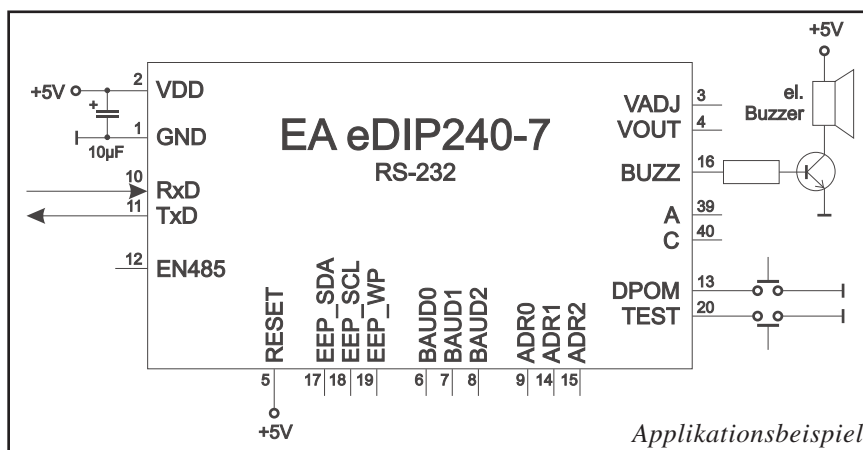 +5V
2
VDD
+5V
+
1
GND
10µF
EA eDIP240-7
RS-232
10
RxD
11
TxD
12
EN485
VADJ
3
VOUT
4
el.
Buzzer
BUZZ
16
A
39
C
40
DPOM
13
TEST
20
RESET
EEP_SDA
EEP_SCL
EEP_WP
BAUD0
BAUD1
BAUD2
ADR0
ADR1
ADR2
5
17
18
19
6
7
8
9
14
15
+5V
Applikationsbeispiel